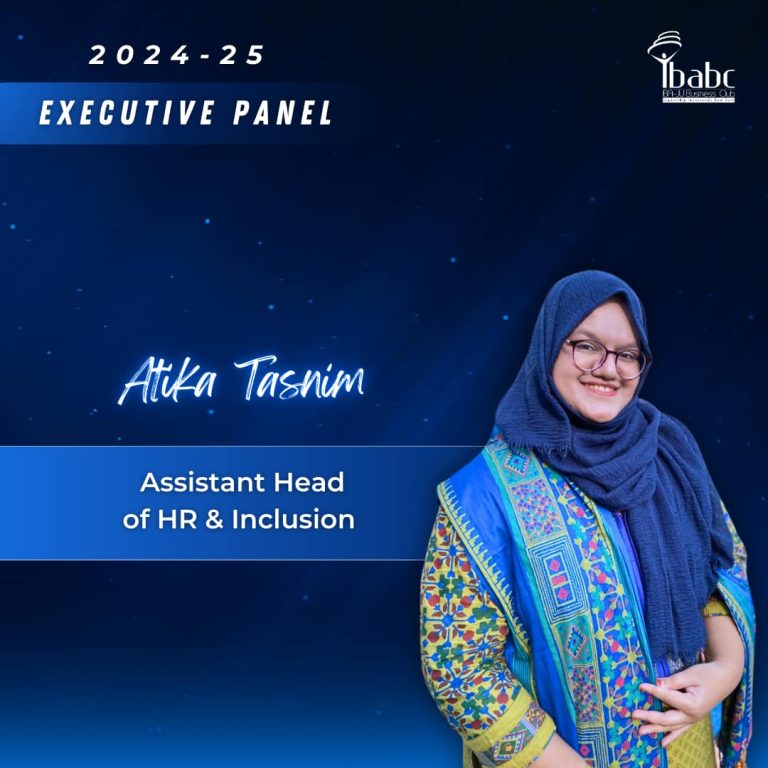 2024-25
EXECUTIVE PANEL
ibabc
IBA-JU Business Club
Atika Tasnim
Assistant Head
of HR & Inclusion